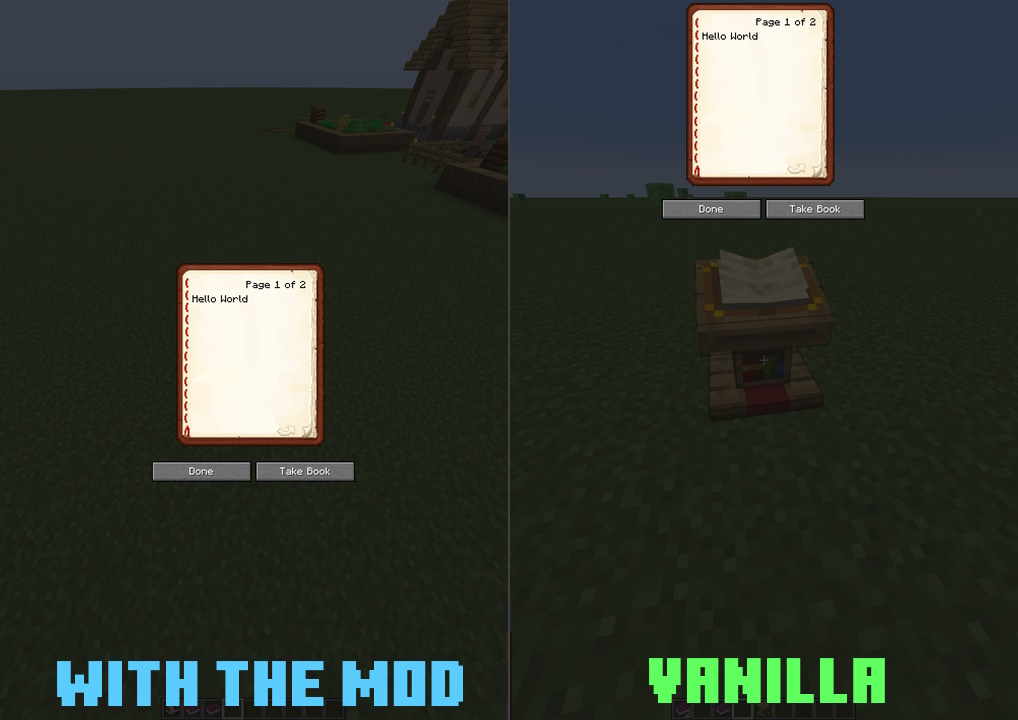 Page 1 of 2
Hello World
Done
Take Book
WITH THE MOD
Page 1 of 2
Hello World
Done
Take Book
VANILLA